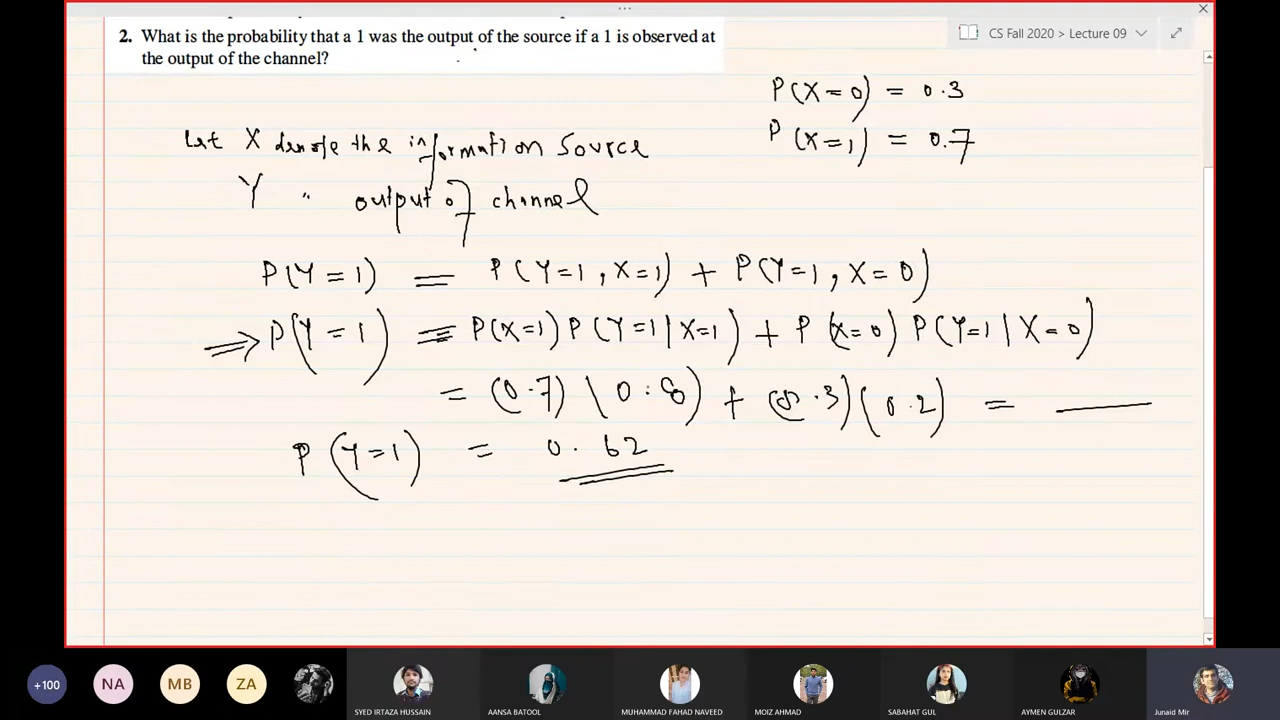 2. What is the probability that a 1 was the output of the source if a 1 is observed at
the output of the channel?
CS Fall 2020 > Lecture 09
P(X=0) = 0.3
P(X=1) = 0.7
Let X denote the information Source
Y " output of channel
P(Y=1) = P(Y=1, X=1) + P(Y=1, X=0)
⟹ P(Y=1) = P(X=1) P(Y=1|X=1) + P(X=0) P(Y=1|X=0)
= (0.7) (0.8) + (0.3) (0.2) = ___
P(Y=1) = 0.62
+100
NA
MB
ZA
SYED IRTAZA HUSSAIN
AANSA BATOOL
MUHAMMAD FAHAD NAVEED
MOIZ AHMAD
SABAHAT GUL
AYMEN GULZAR
Junaid Mir